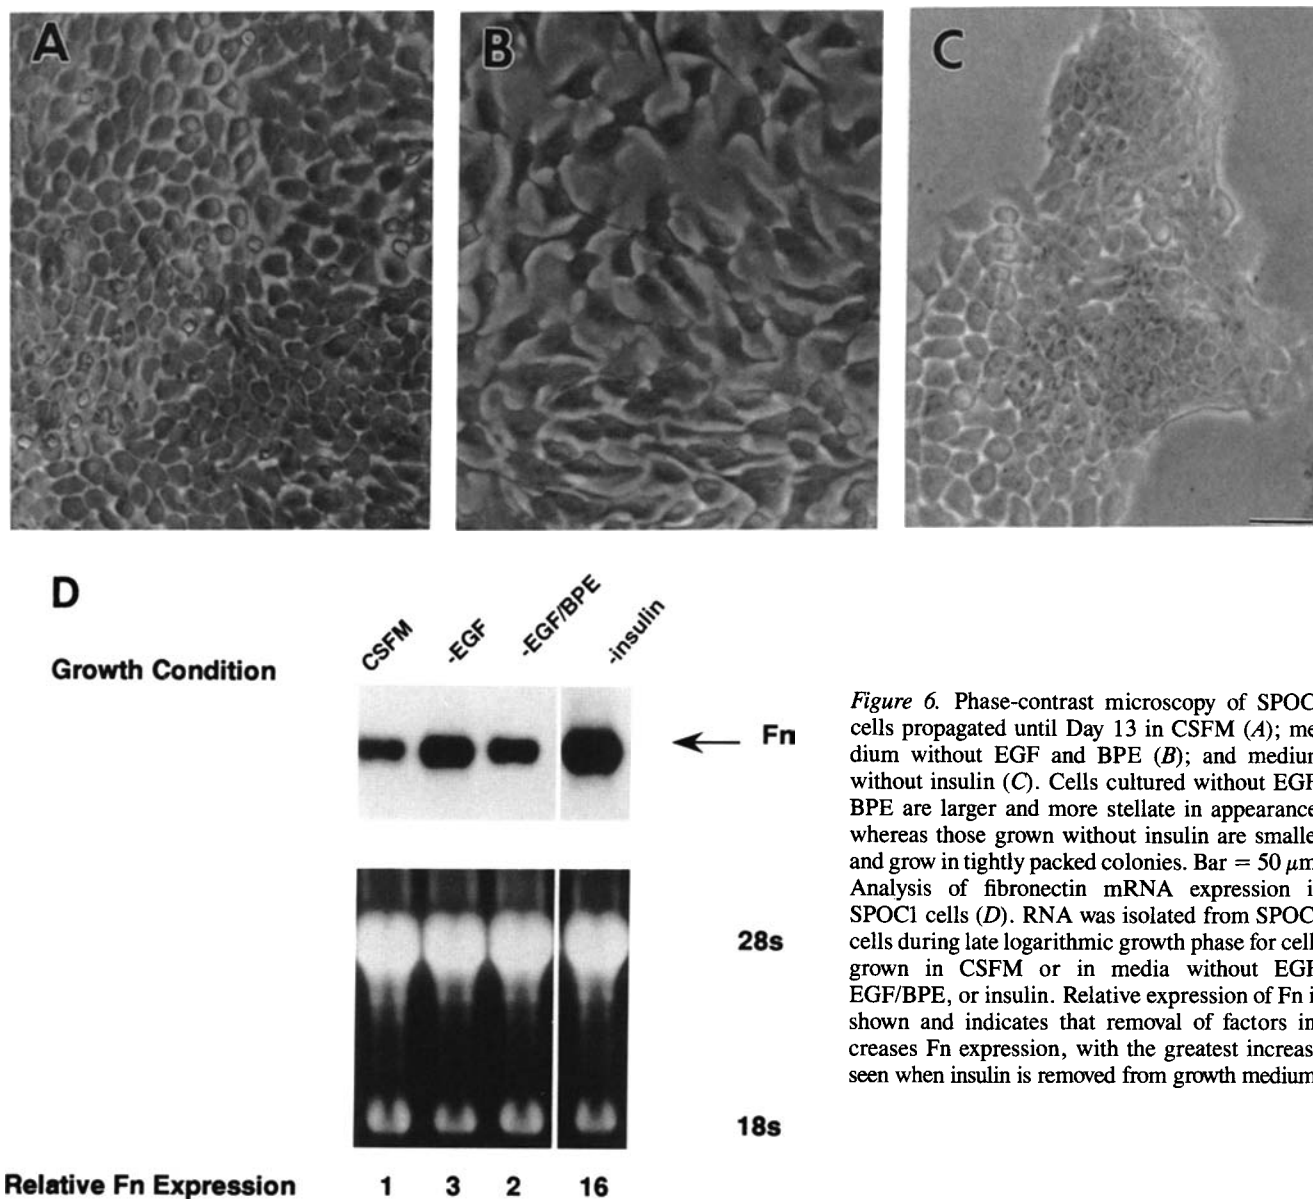 A
B
C
D
Growth Condition
CSFM
-EGF
-EGF/BPE
-insulin
Fn
28s
18s
Relative Fn Expression 1 3 2 16
Figure 6. Phase-contrast microscopy of SPOC
cells propagated until Day 13 in CSFM (A); me
dium without EGF and BPE (B); and medium
without insulin (C). Cells cultured without EGF
BPE are larger and more stellate in appearance
whereas those grown without insulin are smalle
and grow in tightly packed colonies. Bar = 50 μm
Analysis of fibronectin mRNA expression i
SPOC1 cells (D). RNA was isolated from SPOC
cells during late logarithmic growth phase for cell
grown in CSFM or in media without EGF
EGF/BPE, or insulin. Relative expression of Fn i
shown and indicates that removal of factors in
creases Fn expression, with the greatest increas
seen when insulin is removed from growth medium